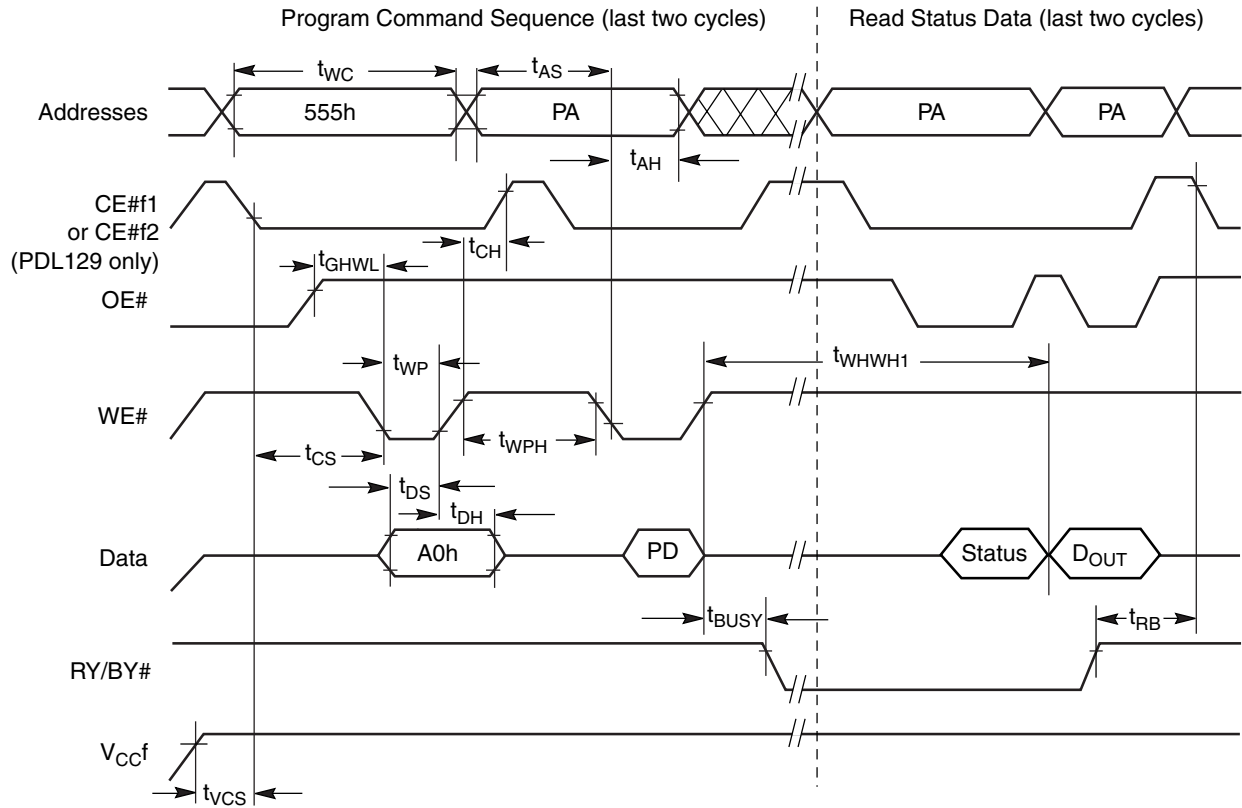 Program Command Sequence (last two cycles) Read Status Data (last two cycles)
tWC tAS
Addresses 555h PA PA PA
tAH
CE#f1
or CE#f2
(PDL129 only)
tCH
tGHWL
OE#
tWP tWHWH1
WE#
tCS tWPH
tDS
tDH
Data A0h PD Status DOUT
tBUSY tRB
RY/BY#
VCCf
tVCS